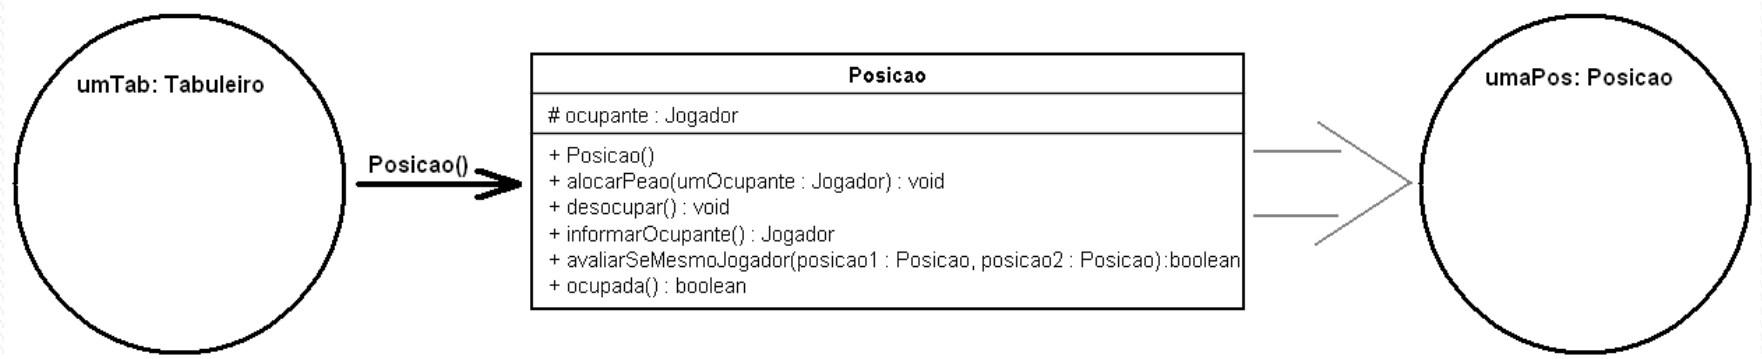 umTab: Tabuleiro
Posicao()
Posicao
# ocupante : Jogador
+ Posicao()
+ alocarPeao(umOcupante : Jogador) : void
+ desocupar() : void
+ informarOcupante() : Jogador
+ avaliarSeMesmoJogador(posicao1 : Posicao, posicao2 : Posicao):boolean
+ ocupada() : boolean
umaPos: Posicao